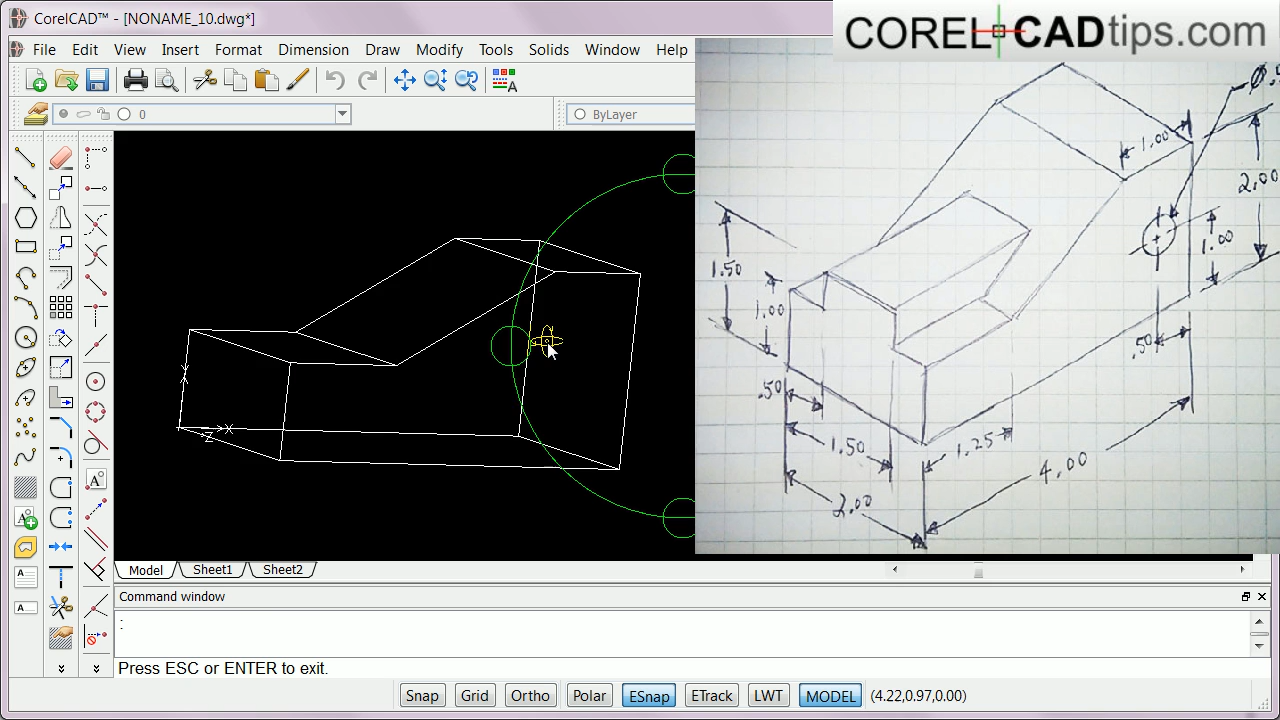 CorelCAD™ - [NONAME_10.dwg*]
COREL CADtips.com
File Edit View Insert Format Dimension Draw Modify Tools Solids Window Help
0
ByLayer
1.00
2.00
1.00
1.50
1.00
.50
.50
1.50
1.25
4.00
2.00
Y
X
Z
X
Model Sheet1 Sheet2
Command window
:
Press ESC or ENTER to exit.
Snap Grid Ortho Polar ESnap ETrack LWT MODEL (4.22,0.97,0.00)